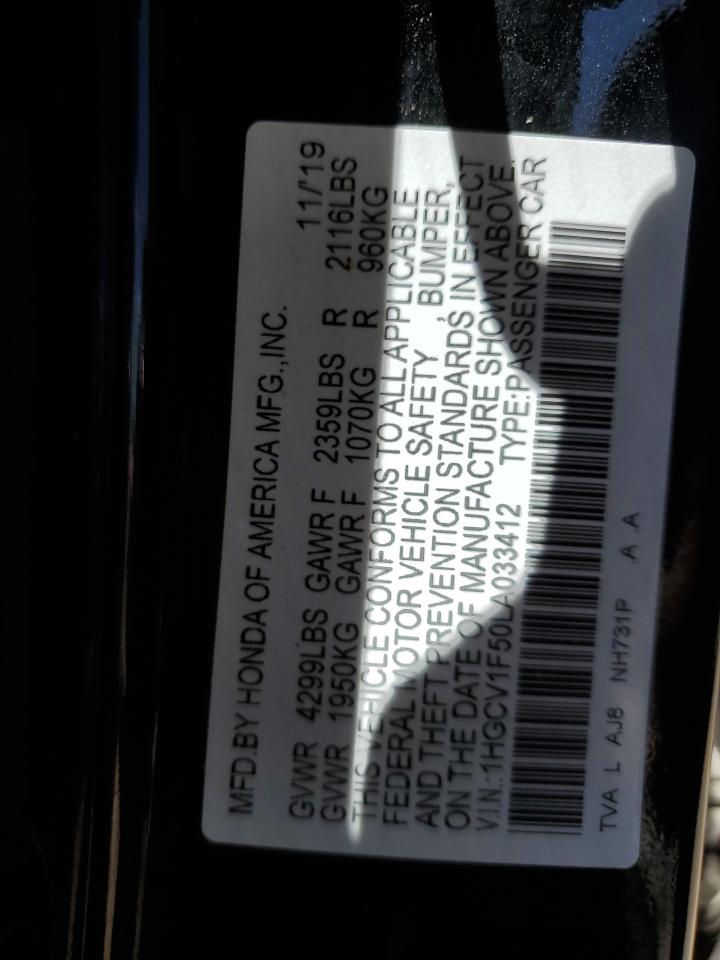 MFD.BY HONDA OF AMERICA MFG.,INC. 11/'19
GVWR 4299LBS GAWR F 2359LBS R 2116LBS
GVWR 1950KG GAWR F 1070KG R 960KG
THIS VEHICLE CONFORMS TO ALL APPLICABLE
FEDERAL MOTOR VEHICLE SAFETY, BUMPER,
AND THEFT PREVENTION STANDARDS IN EFFECT
ON THE DATE OF MANUFACTURE SHOWN ABOVE.
V.I.N.:1HGCV1F50LA033412 TYPE:PASSENGER CAR
TVA L AJ8 NH731P .A .A